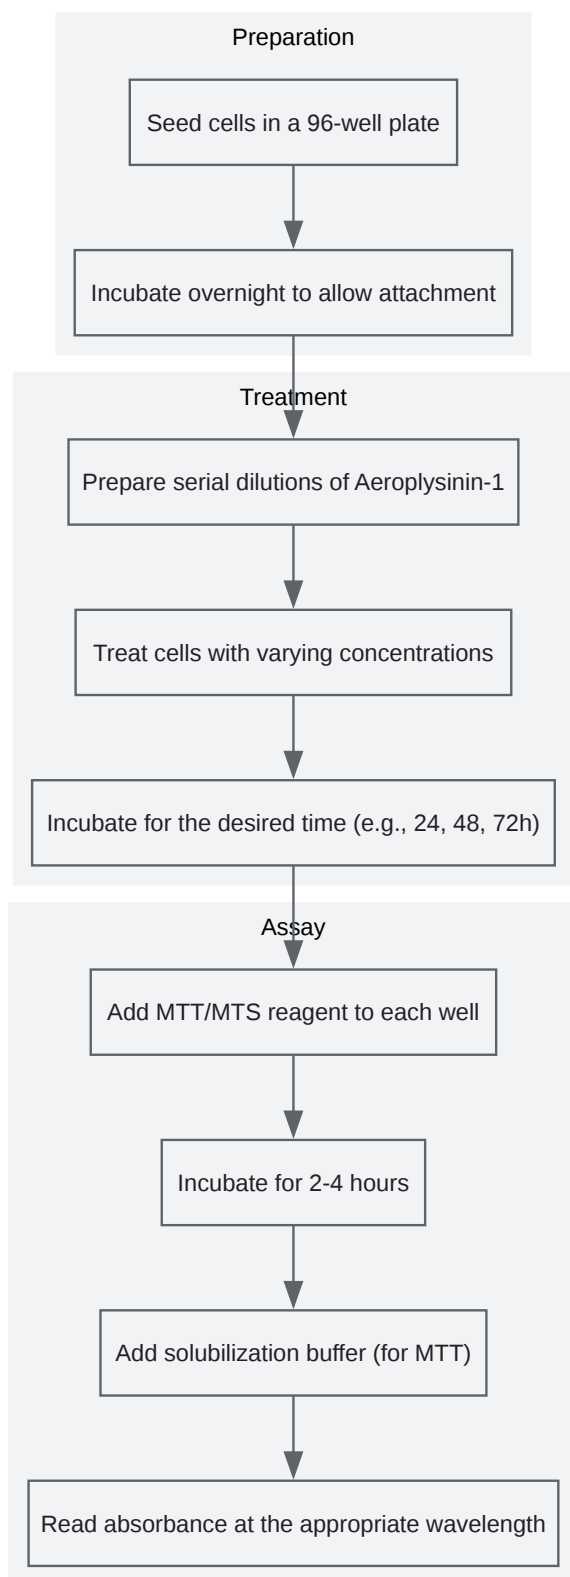 Preparation
Seed cells in a 96-well plate
Incubate overnight to allow attachment
Treatment
Prepare serial dilutions of Aeroplysinin-1
Treat cells with varying concentrations
Incubate for the desired time (e.g., 24, 48, 72h)
Assay
Add MTT/MTS reagent to each well
Incubate for 2-4 hours
Add solubilization buffer (for MTT)
Read absorbance at the appropriate wavelength